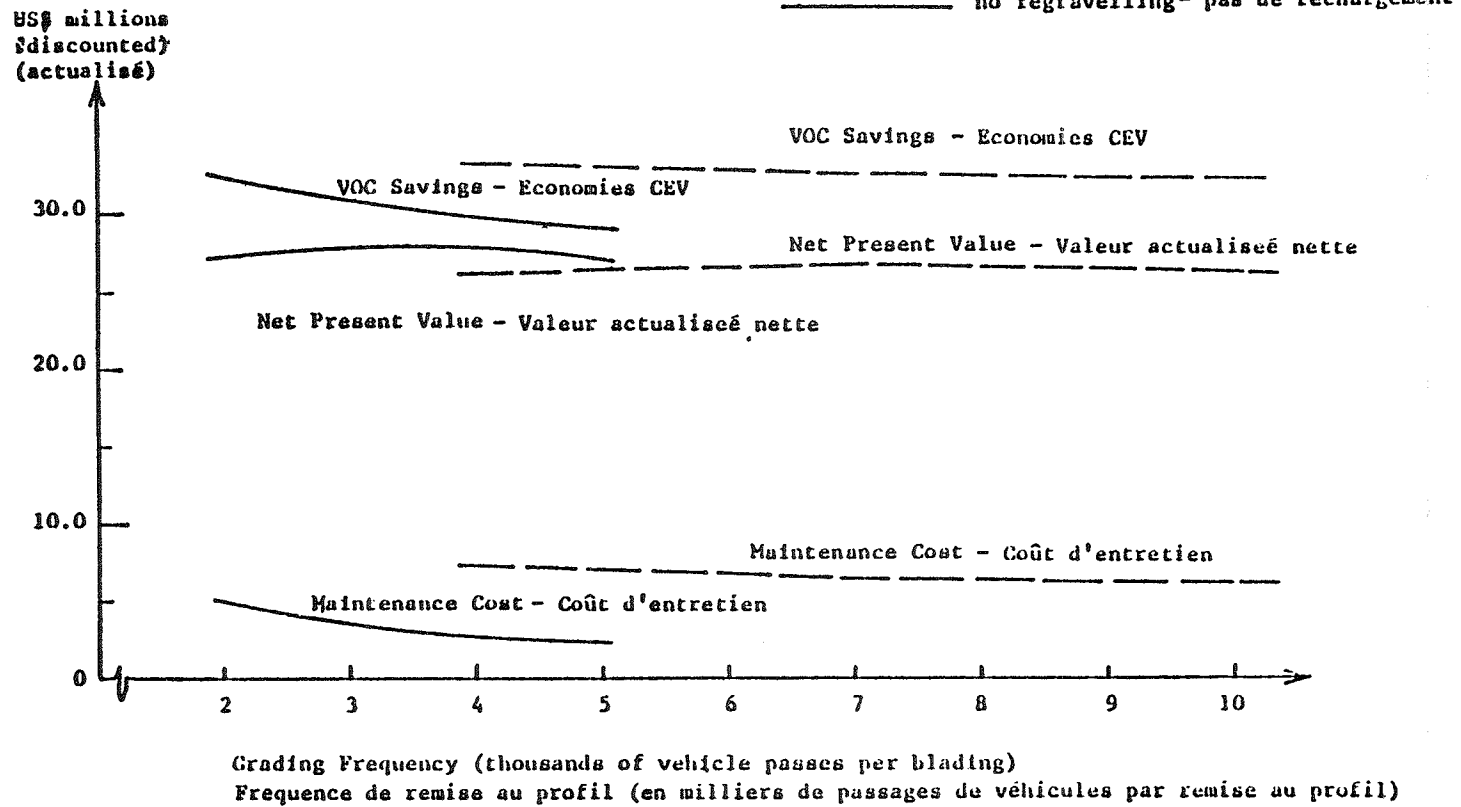 no regravelling- pas de rechargement
US$ millions
(discounted)
(actualisé)
VOC Savings - Economies CEV
VOC Savings - Economies CEV
30.0
Net Present Value - Valeur actualiseé nette
Net Present Value - Valeur actualiseé nette
20.0
10.0
Maintenance Cost - Coût d'entretien
Maintenance Cost - Coût d'entretien
0
2 3 4 5 6 7 8 9 10
Grading Frequency (thousands of vehicle passes per blading)
Frequence de remise au profil (en milliers de passages de véhicules par remise au profil)